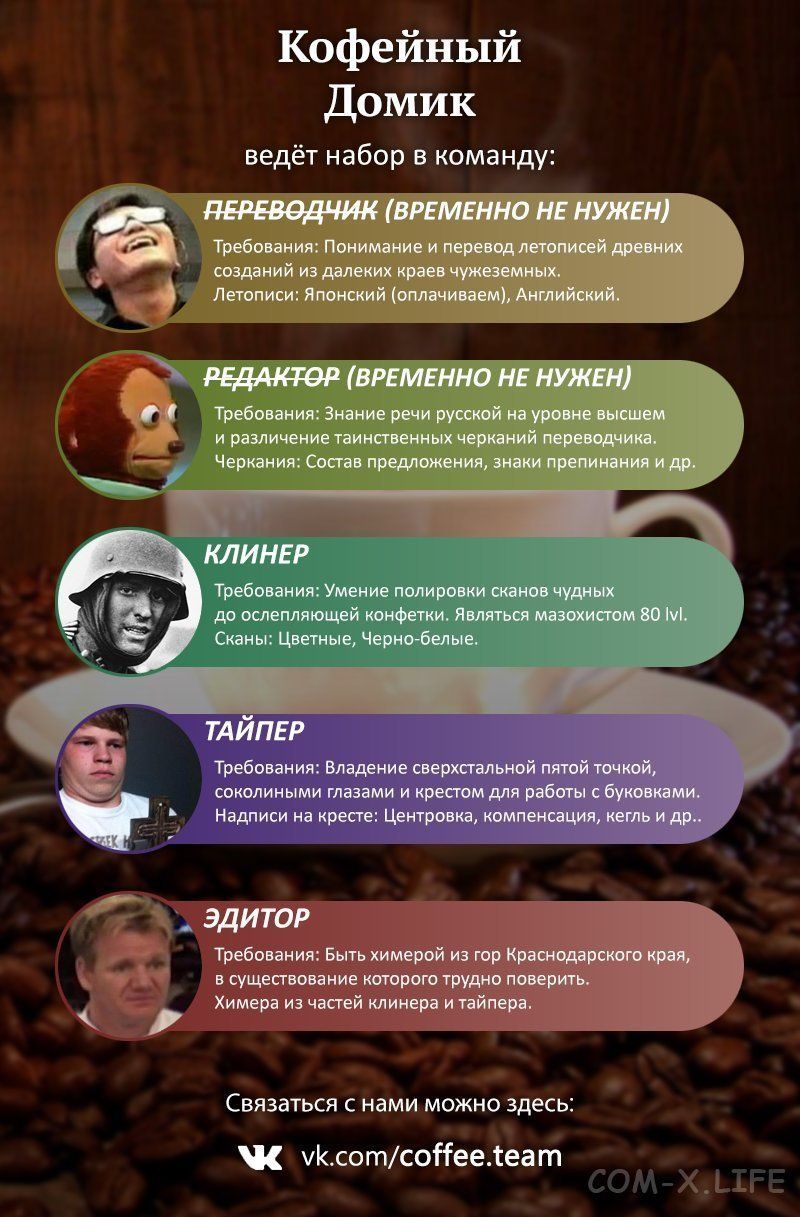 Кофейный
Домик
ведёт набор в команду:
ПЕРЕВОДЧИК (ВРЕМЕННО НЕ НУЖЕН)
Требования: Понимание и перевод летописей древних
созданий из далеких краев чужеземных.
Летописи: Японский (оплачиваем), Английский.
РЕДАКТОР (ВРЕМЕННО НЕ НУЖЕН)
Требования: Знание речи русской на уровне высшем
и различение таинственных черканий переводчика.
Черкания: Состав предложения, знаки препинания и др.
КЛИНЕР
Требования: Умение полировки сканов чудных
до ослепляющей конфетки. Являться мазохистом 80 lvl.
Сканы: Цветные, Черно-белые.
ТАЙПЕР
Требования: Владение сверхстальной пятой точкой,
соколиными глазами и крестом для работы с буковками.
Надписи на кресте: Центровка, компенсация, кегль и др..
ЭДИТОР
Требования: Быть химерой из гор Краснодарского края,
в существование которого трудно поверить.
Химера из частей клинера и тайпера.
Связаться с нами можно здесь:
vk.com/coffee.team
COM-X.LIFE